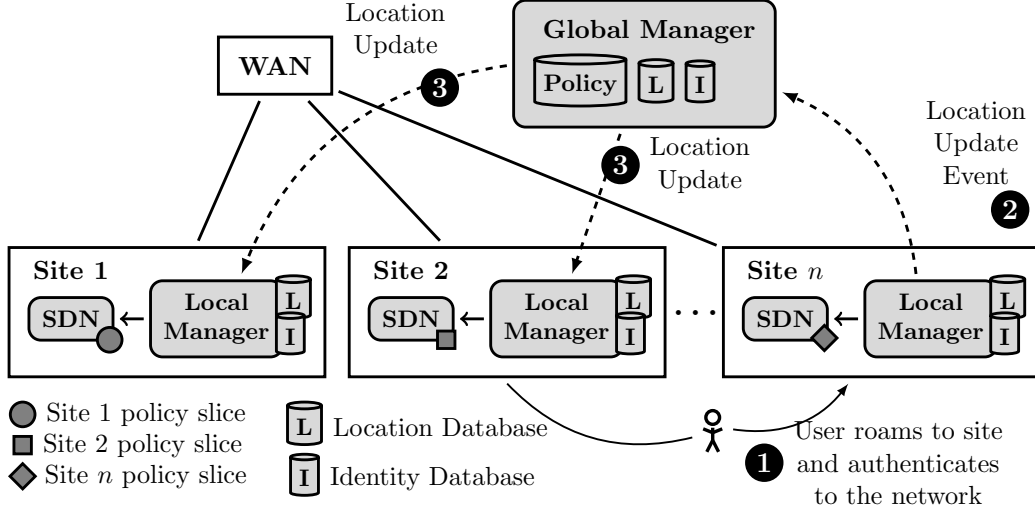 Location
Update
Global Manager
WAN
Policy
L
I
3
3
Location
Update
Location
Update
Event
2
Site 1
SDN
Local
Manager
L
I
Site 2
SDN
Local
Manager
L
I
...
Site n
SDN
Local
Manager
L
I
Site 1 policy slice
Site 2 policy slice
Site n policy slice
L
Location Database
I
Identity Database
1
User roams to site
and authenticates
to the network